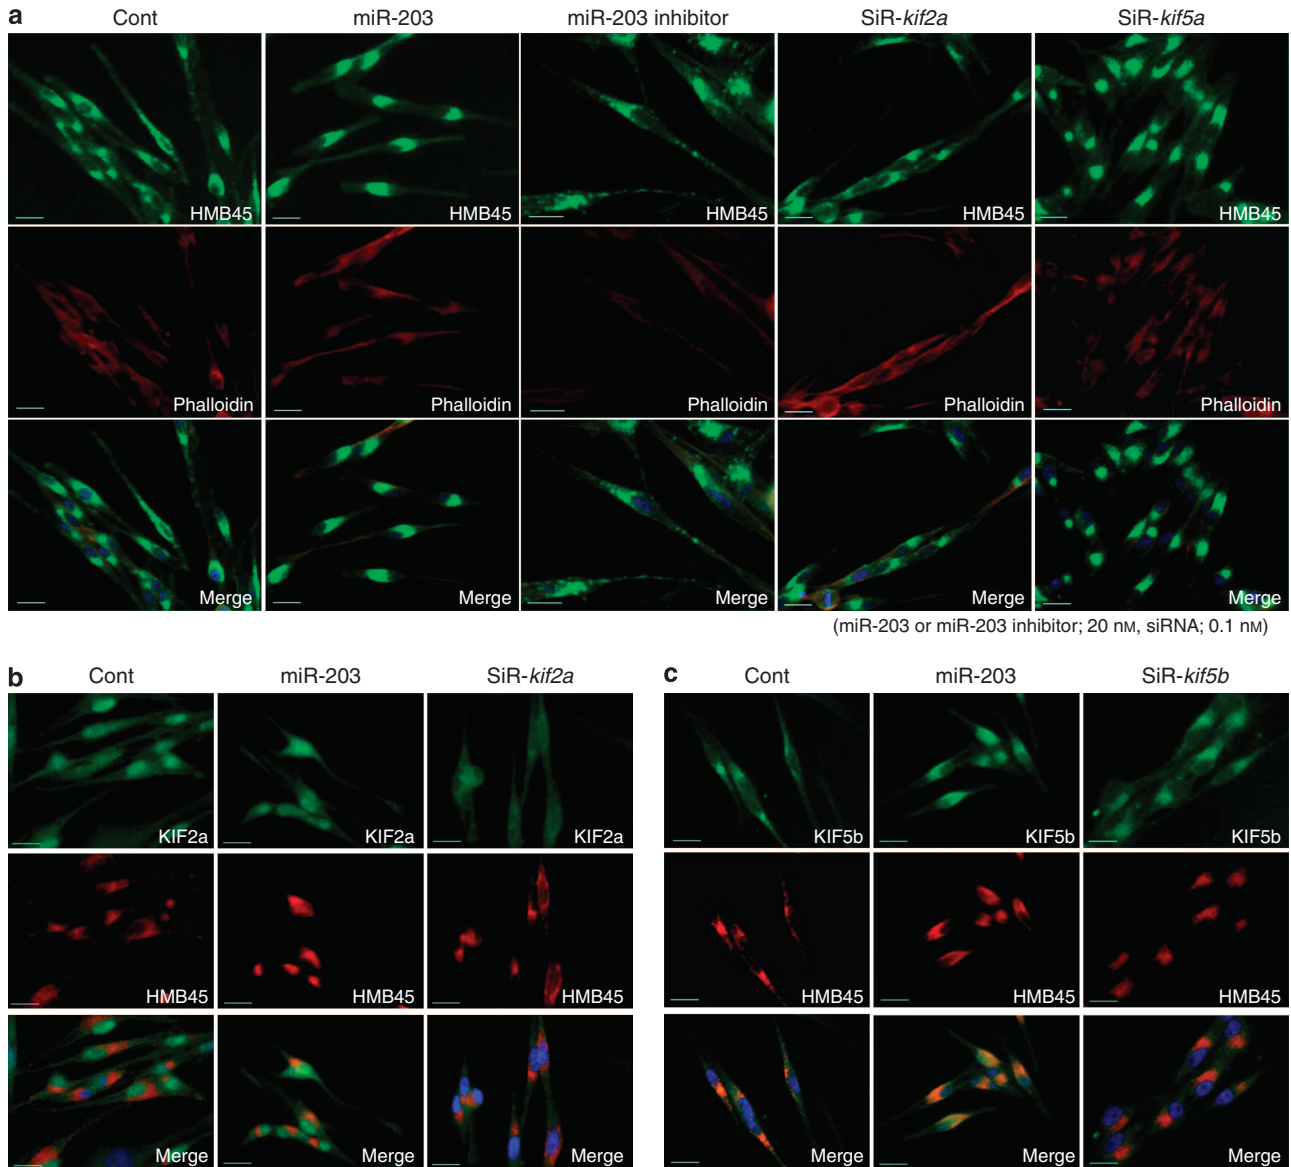 a
Cont miR-203 miR-203 inhibitor SiR-kif2a SiR-kif5a
HMB45 HMB45 HMB45 HMB45 HMB45
Phalloidin Phalloidin Phalloidin Phalloidin Phalloidin
Merge Merge Merge Merge Merge
(miR-203 or miR-203 inhibitor; 20 nM, siRNA; 0.1 nM)
b
Cont miR-203 SiR-kif2a
KIF2a KIF2a KIF2a
HMB45 HMB45 HMB45
Merge Merge Merge
c
Cont miR-203 SiR-kif5b
KIF5b KIF5b KIF5b
HMB45 HMB45 HMB45
Merge Merge Merge